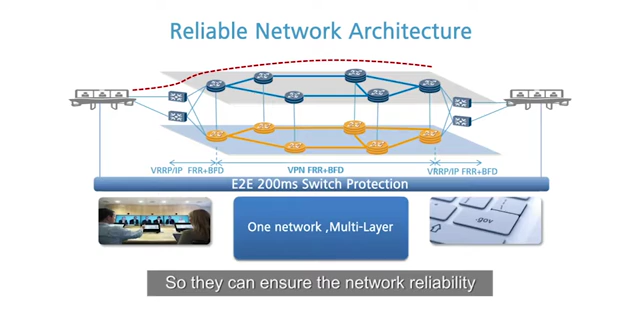 Reliable Network Architecture
VRRP/IP FRR+BFD
VPN FRR+BFD
VRRP/IP FRR+BFD
E2E 200ms Switch Protection
One network ,Multi-Layer
.gov
So they can ensure the network reliability